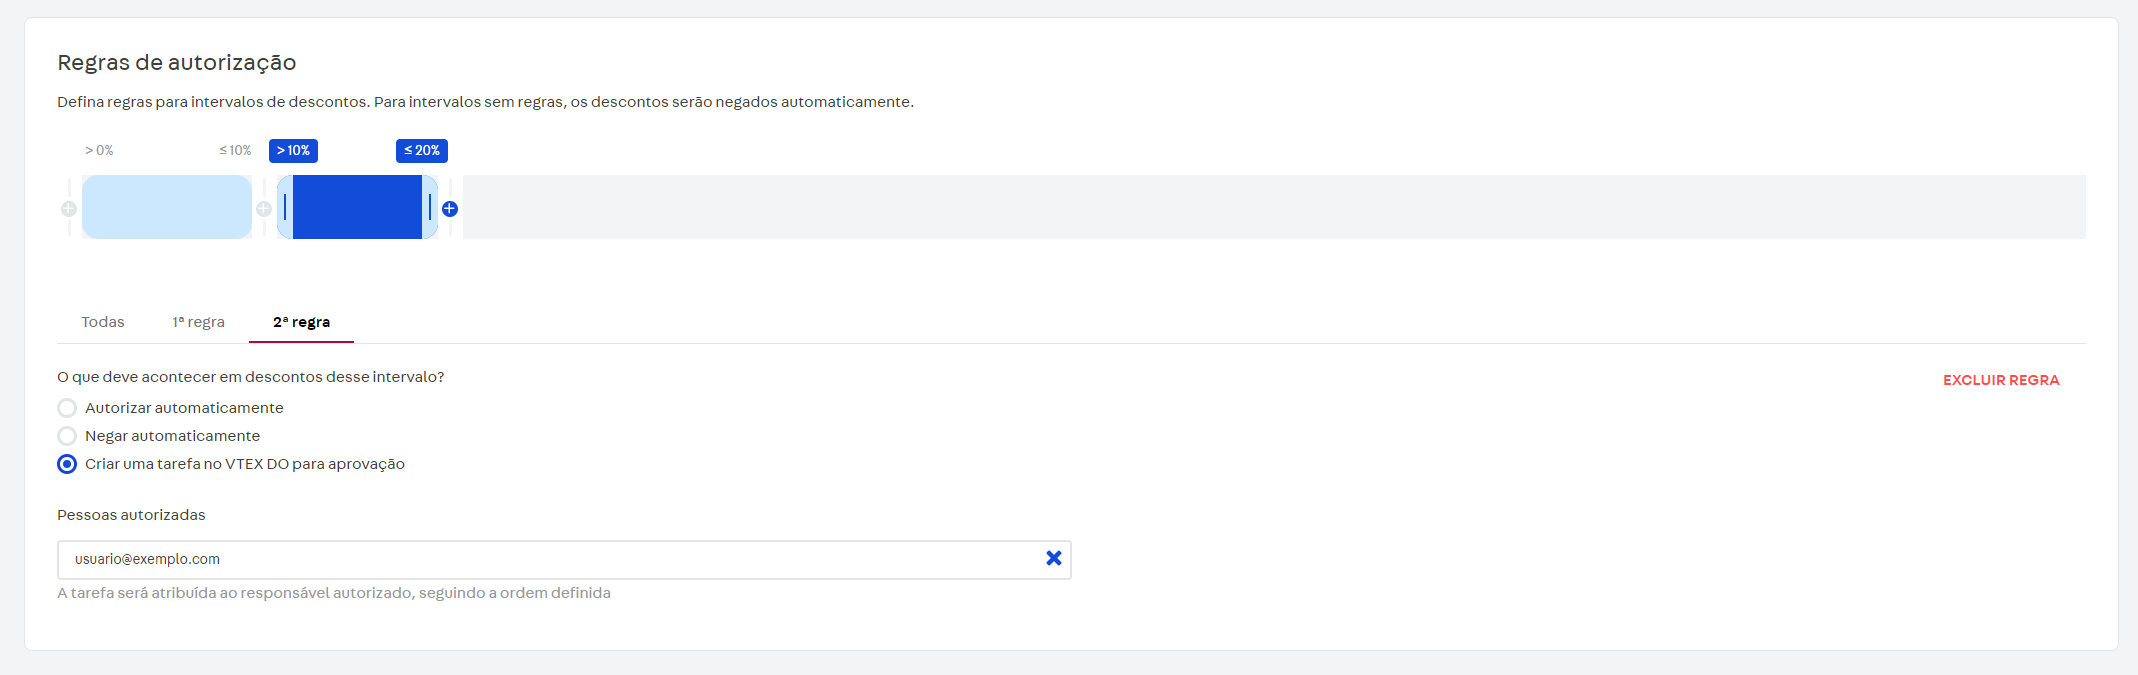 Regras de autorização
Defina regras para intervalos de descontos. Para intervalos sem regras, os descontos serão negados automaticamente.
> 0% ≤ 10% > 10% ≤ 20%
Todas 1ª regra 2ª regra
O que deve acontecer em descontos desse intervalo?
EXCLUIR REGRA
Autorizar automaticamente
Negar automaticamente
Criar uma tarefa no VTEX DO para aprovação
Pessoas autorizadas
usuario@exemplo.com
A tarefa será atribuída ao responsável autorizado, seguindo a ordem definida